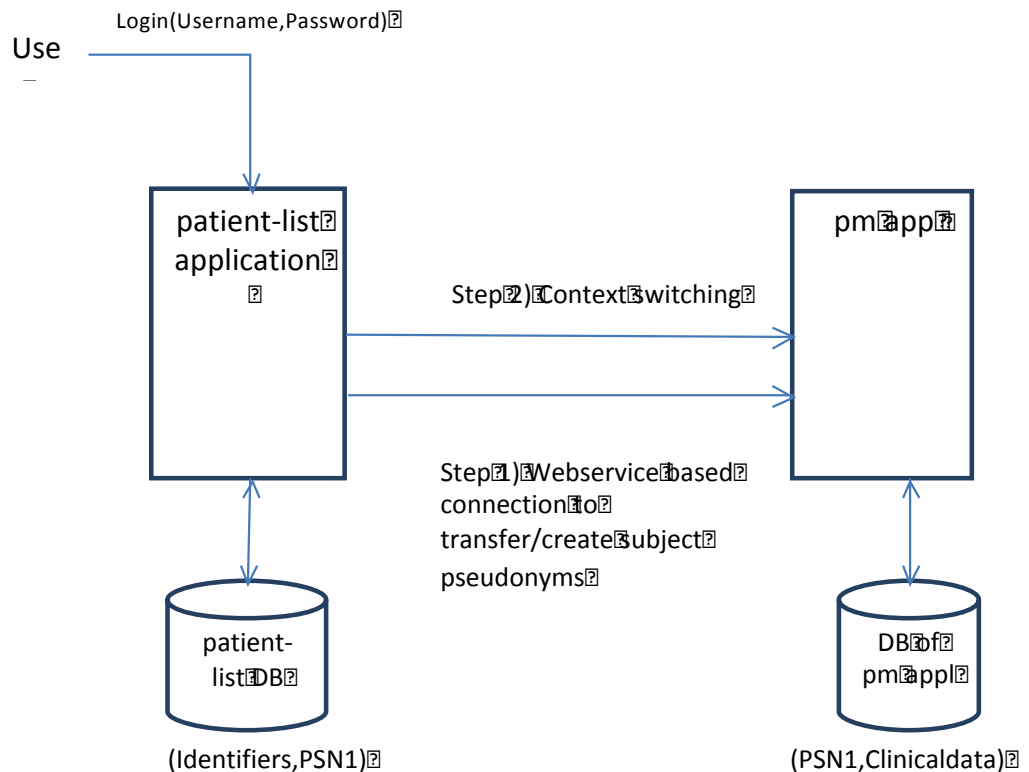 Login(Username,Password)⍰
Use
patient-list⍰
application⍰
⍰
pm⍰app⍰
Step⍰2)⍰Context⍰switching⍰
Step⍰1)⍰Webservice⍰based⍰
connection⍰to⍰
transfer/create⍰subject⍰
pseudonyms⍰
patient-
list⍰DB⍰
DB⍰of⍰
pm⍰appl⍰
(Identifiers,PSN1)⍰
(PSN1,Clinicaldata)⍰